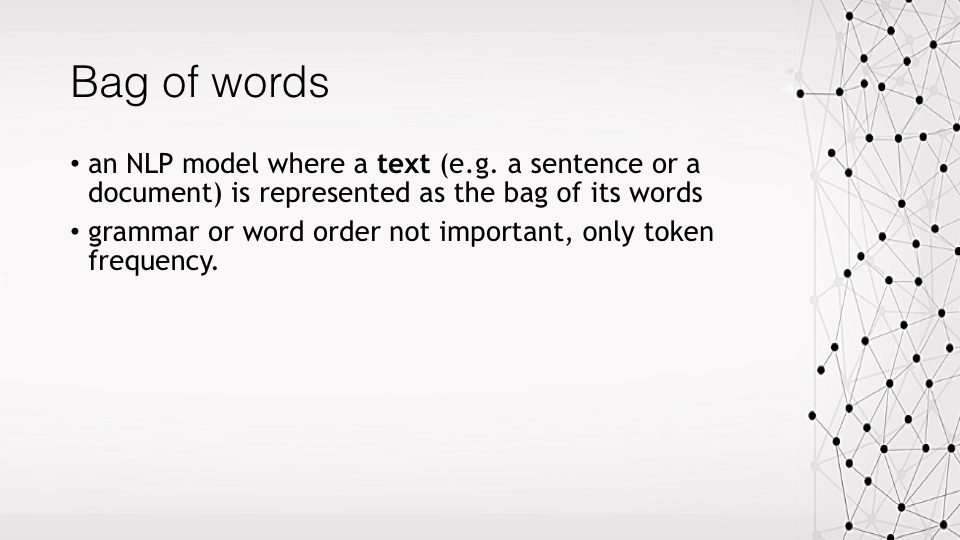 Bag of words
• an NLP model where a text (e.g. a sentence or a
document) is represented as the bag of its words
• grammar or word order not important, only token
frequency.